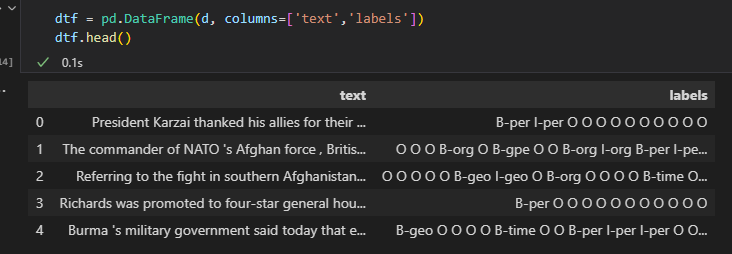 dtf = pd.DataFrame(d, columns=['text','labels'])
dtf.head()
14]
0.1s
text labels
0 President Karzai thanked his allies for their ... B-per I-per O O O O O O O O O O
1 The commander of NATO 's Afghan force , Britis... O O O B-org O B-gpe O O B-org I-org B-per I-pe...
2 Referring to the fight in southern Afghanistan... O O O O O B-geo I-geo O B-org O O O O B-time O...
3 Richards was promoted to four-star general hou... B-per O O O O O O O O O O O
4 Burma 's military government said today that e... B-geo O O O O B-time O O B-per I-per I-per O O...